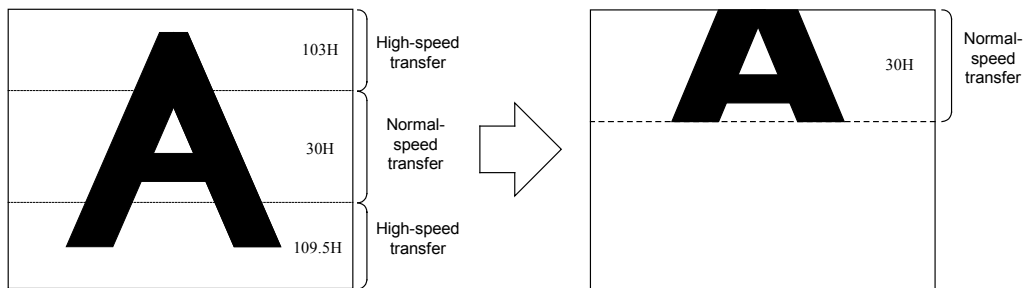 103H
High-speed
transfer
30H
Normal-
speed
transfer
109.5H
High-speed
transfer
A
30H
Normal-
speed
transfer